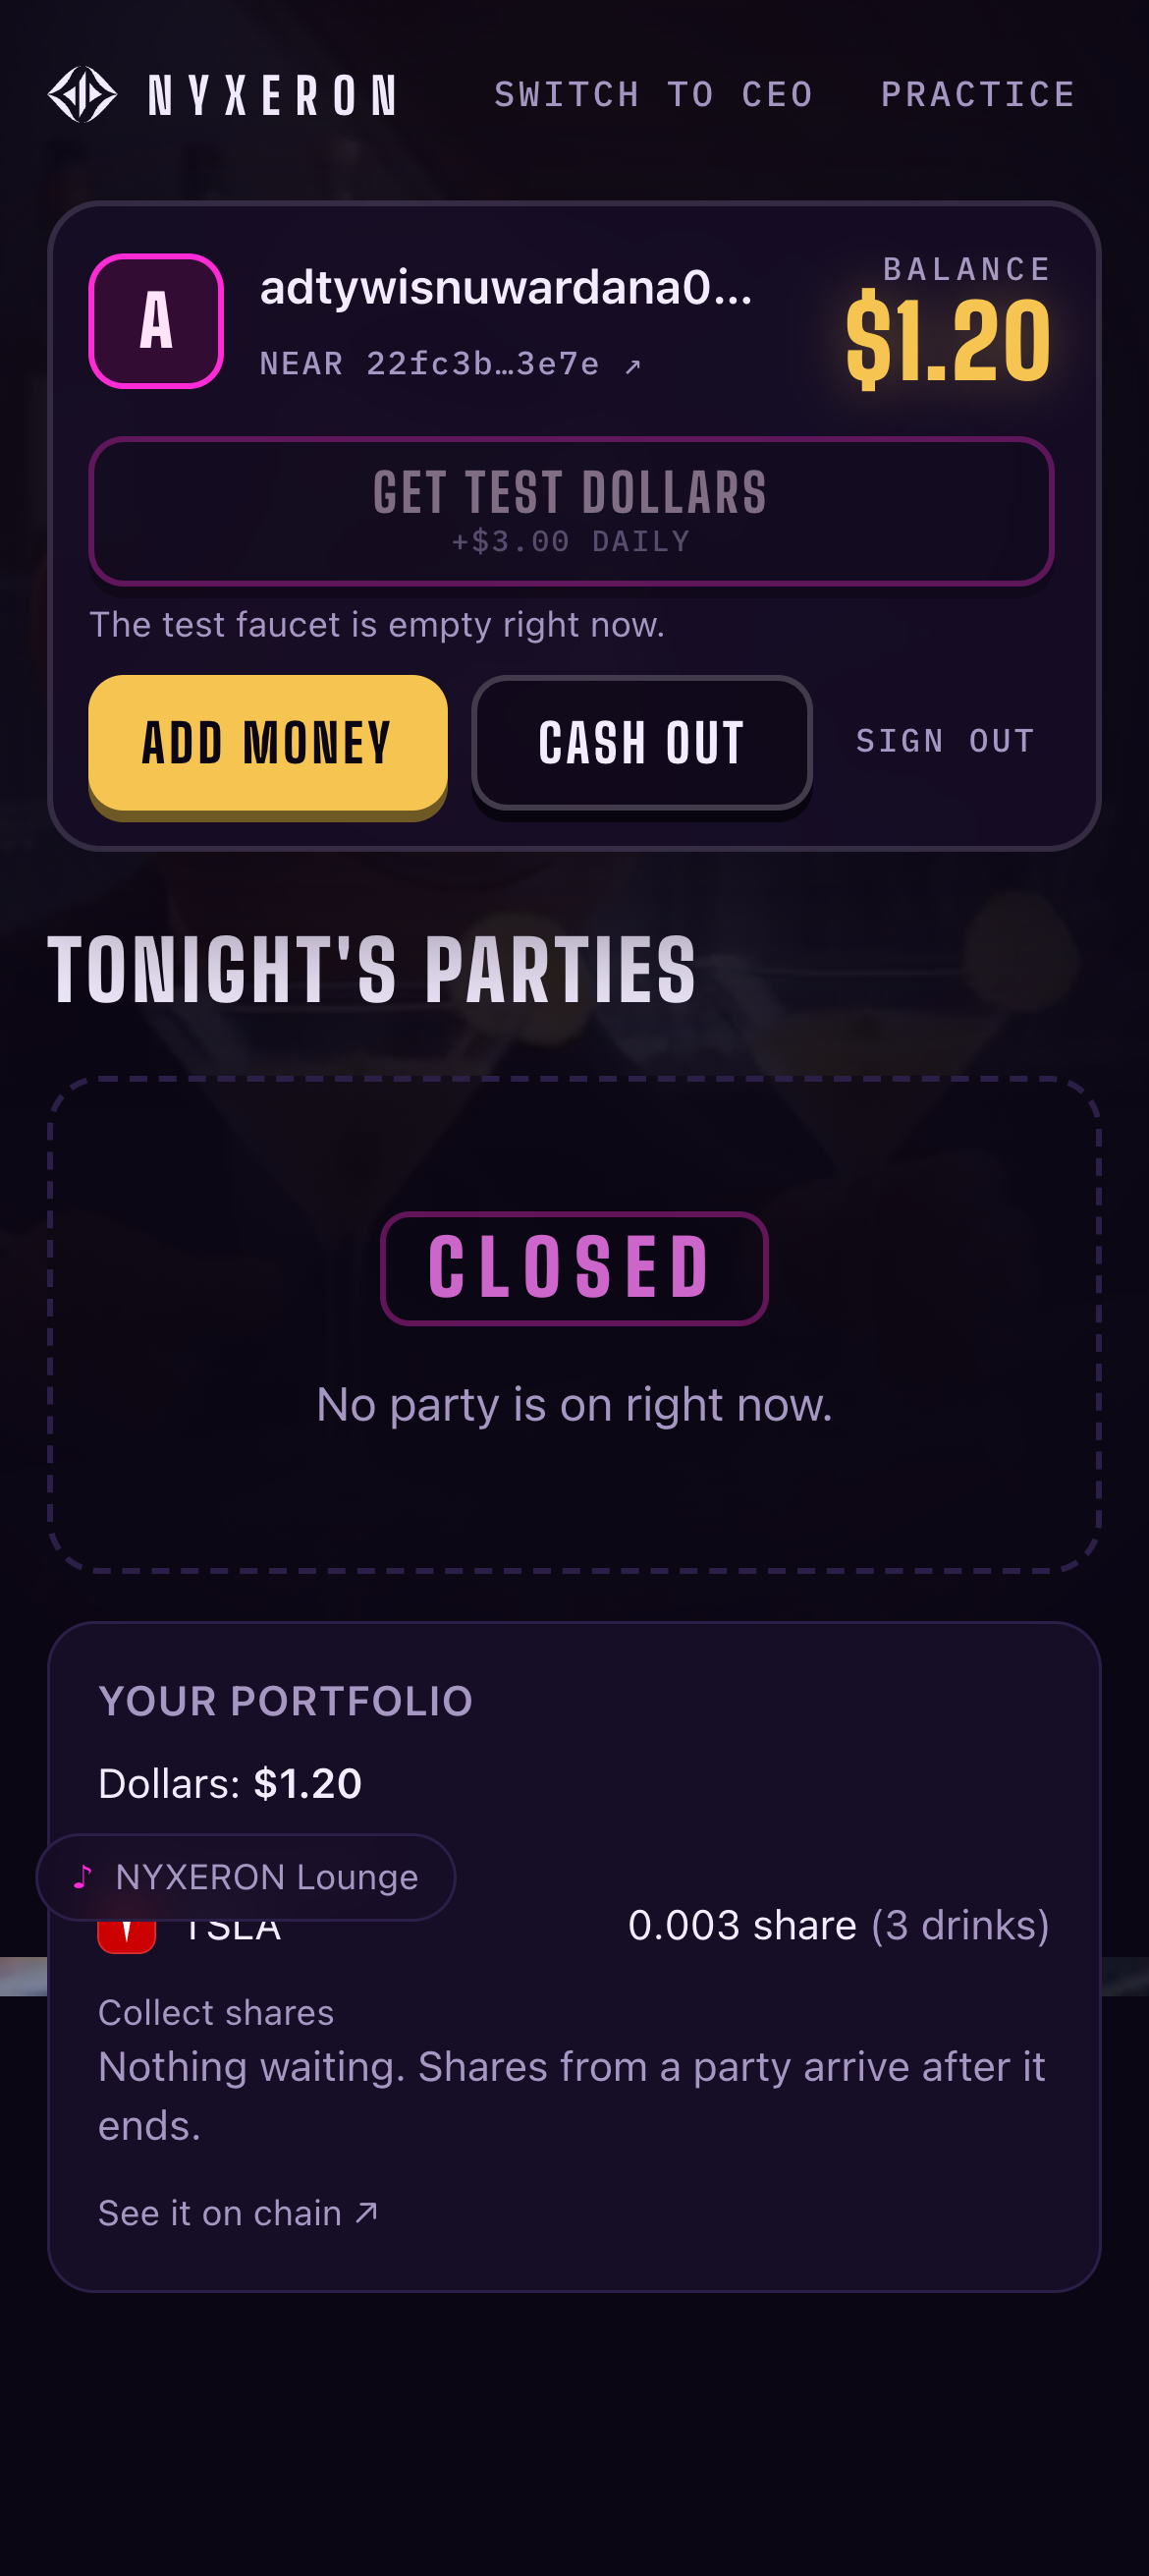 NYXERON
SWITCH TO CEO
PRACTICE
A
adtywisnuwardana0...
NEAR 22fc3b…3e7e ↗
BALANCE
$1.20
GET TEST DOLLARS
+$3.00 DAILY
The test faucet is empty right now.
ADD MONEY
CASH OUT
SIGN OUT
TONIGHT'S PARTIES
CLOSED
No party is on right now.
YOUR PORTFOLIO
Dollars: $1.20
♪ NYXERON Lounge
TSLA
0.003 share (3 drinks)
Collect shares
Nothing waiting. Shares from a party arrive after it
ends.
See it on chain ↗